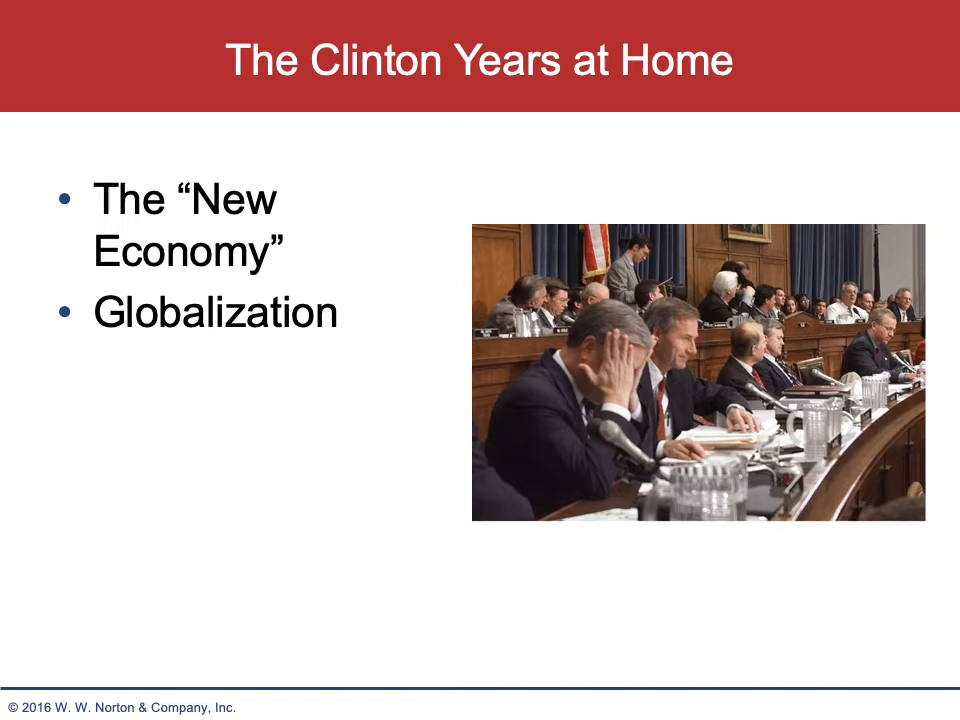 The Clinton Years at Home
• The “New
Economy”
• Globalization
© 2016 W. W. Norton & Company, Inc.